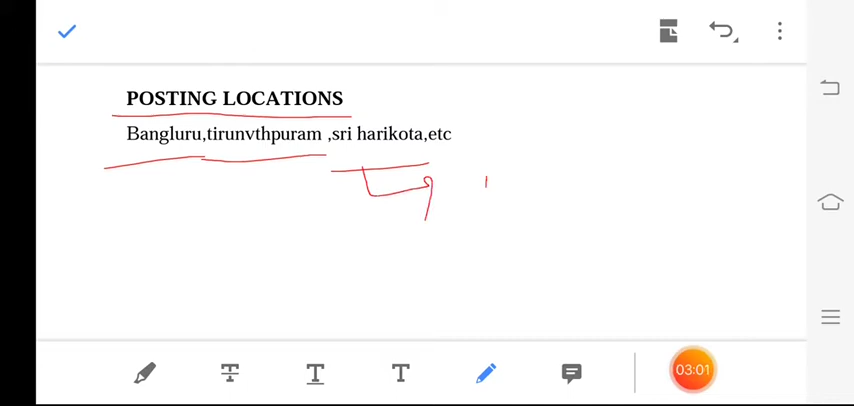 POSTING LOCATIONS
Bangluru,tirunvthpuram ,sri harikota,etc
T T T
03:01